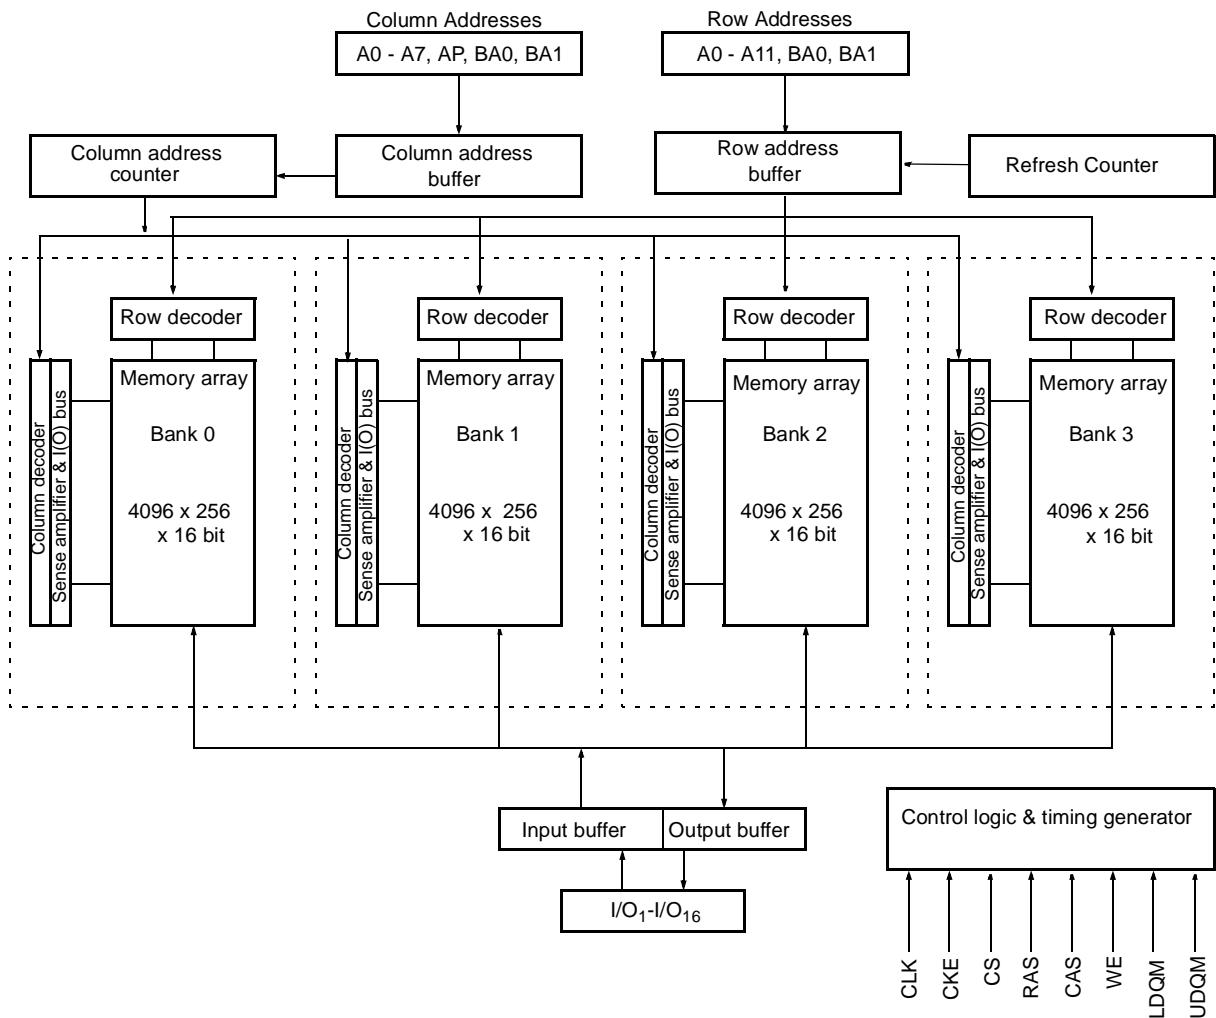 Column Addresses
Row Addresses
A0 - A7, AP, BA0, BA1
A0 - A11, BA0, BA1
Column address
counter
Column address
buffer
Row address
buffer
Refresh Counter
Row decoder
Row decoder
Row decoder
Row decoder
Column decoder
Sense amplifier & I(O) bus
Memory array
Bank 0
4096 x 256
x 16 bit
Column decoder
Sense amplifier & I(O) bus
Memory array
Bank 1
4096 x 256
x 16 bit
Column decoder
Sense amplifier & I(O) bus
Memory array
Bank 2
4096 x 256
x 16 bit
Column decoder
Sense amplifier & I(O) bus
Memory array
Bank 3
4096 x 256
x 16 bit
Input buffer
Output buffer
I/O1-I/O16
Control logic & timing generator
CLK
CKE
CS
RAS
CAS
WE
LDQM
UDQM